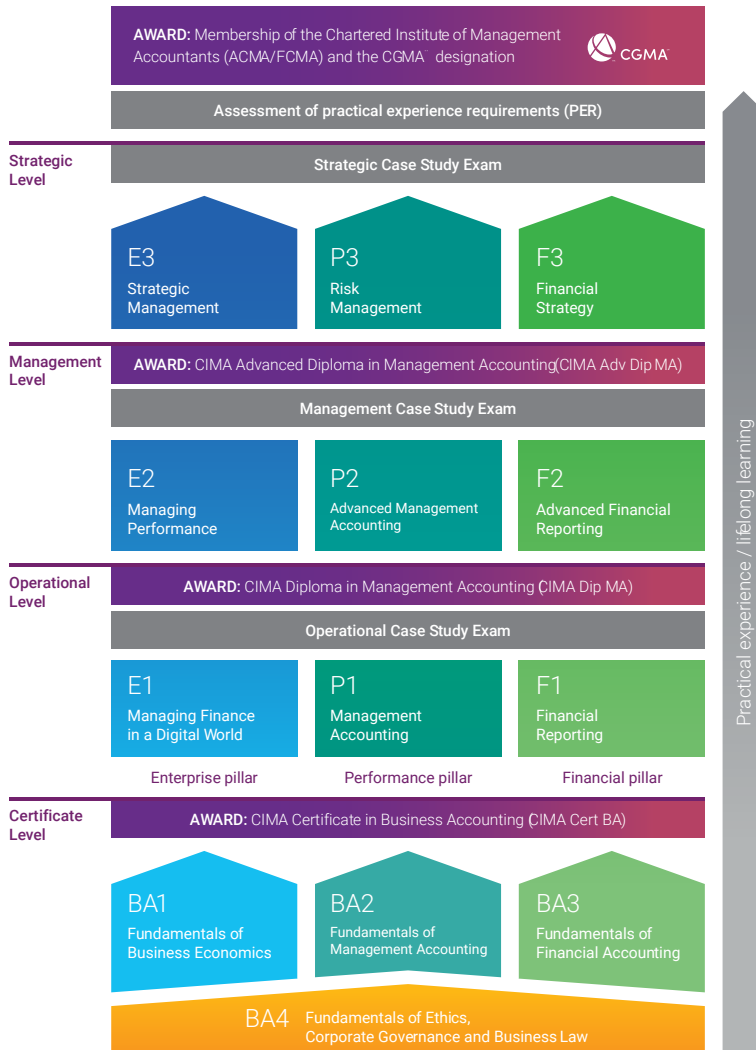 AWARD: Membership of the Chartered Institute of Management
Accountants (ACMA/FCMA) and the CGMA™ designation
CGMA™
Assessment of practical experience requirements (PER)
Strategic
Level
Strategic Case Study Exam
E3
Strategic
Management
P3
Risk
Management
F3
Financial
Strategy
Management
Level
AWARD: CIMA Advanced Diploma in Management Accounting(CIMA Adv Dip MA)
Management Case Study Exam
E2
Managing
Performance
P2
Advanced Management
Accounting
F2
Advanced Financial
Reporting
Operational
Level
AWARD: CIMA Diploma in Management Accounting (CIMA Dip MA)
Operational Case Study Exam
E1
Managing Finance
in a Digital World
P1
Management
Accounting
F1
Financial
Reporting
Enterprise pillar
Performance pillar
Financial pillar
Certificate
Level
AWARD: CIMA Certificate in Business Accounting (CIMA Cert BA)
BA1
Fundamentals of
Business Economics
BA2
Fundamentals of
Management Accounting
BA3
Fundamentals of
Financial Accounting
BA4
Fundamentals of Ethics,
Corporate Governance and Business Law
Practical experience / lifelong learning